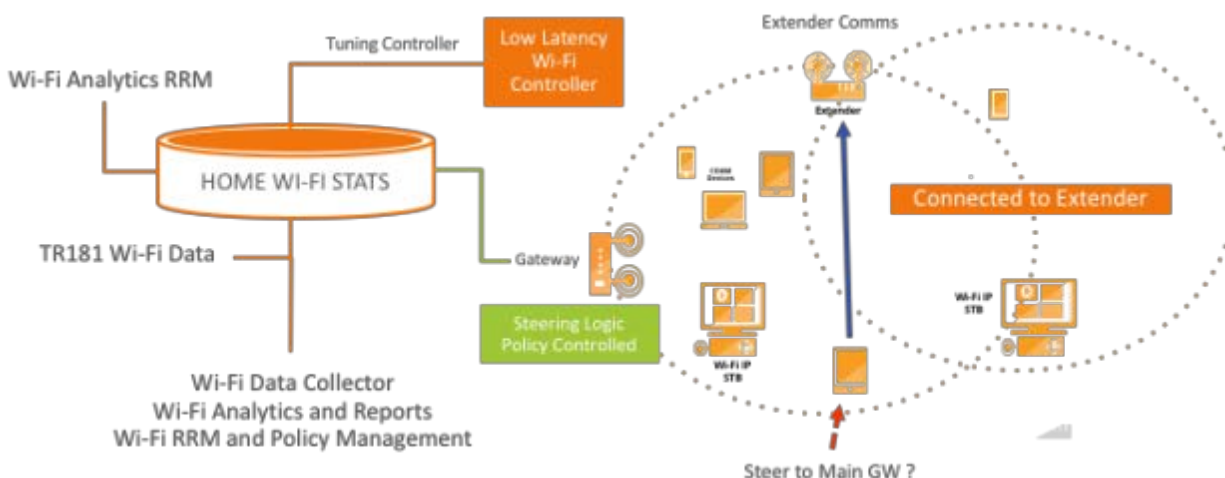 Extender Comms
Tuning Controller
Low Latency
Wi-Fi
Controller
Wi-Fi Analytics RRM
Extender
HOME WI-FI STATS
Devices
Connected to Extender
TR181 Wi-Fi Data
Gateway
Steering Logic
Policy Controlled
Wi-Fi IP
STB
Wi-Fi IP
STB
Wi-Fi Data Collector
Wi-Fi Analytics and Reports
Wi-Fi RRM and Policy Management
Steer to Main GW ?